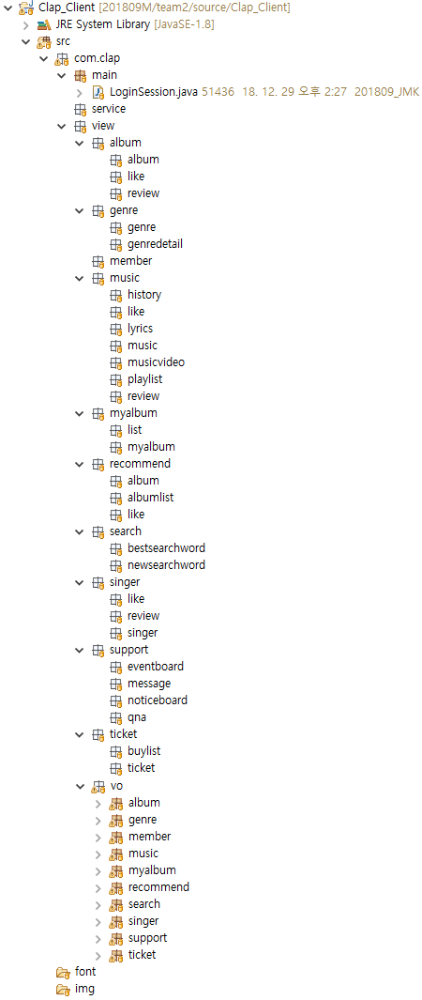 Clap_Client [201809M/team2/source/Clap_Client]
JRE System Library [JavaSE-1.8]
src
com.clap
main
LoginSession.java 51436 18. 12. 29 오후 2:27 201809_JMK
service
view
album
album
like
review
genre
genre
genredetail
member
music
history
like
lyrics
music
musicvideo
playlist
review
myalbum
list
myalbum
recommend
album
albumlist
like
search
bestsearchword
newsearchword
singer
like
review
singer
support
eventboard
message
noticeboard
qna
ticket
buylist
ticket
vo
album
genre
member
music
myalbum
recommend
search
singer
support
ticket
font
img